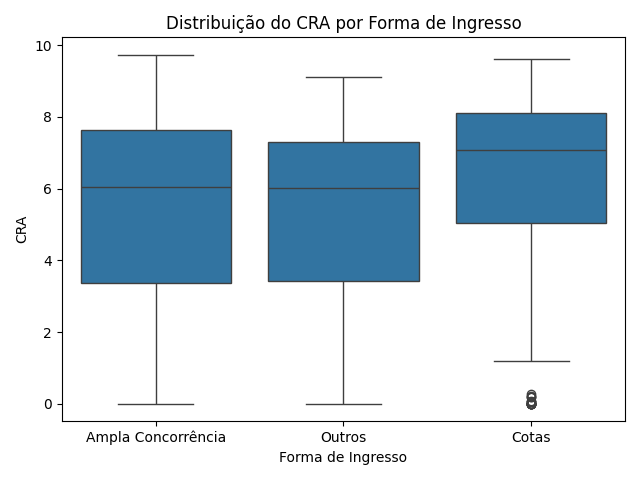 Distribuição do CRA por Forma de Ingresso
10
8
6
4
2
0
CRA
Ampla Concorrência
Outros
Cotas
Forma de Ingresso